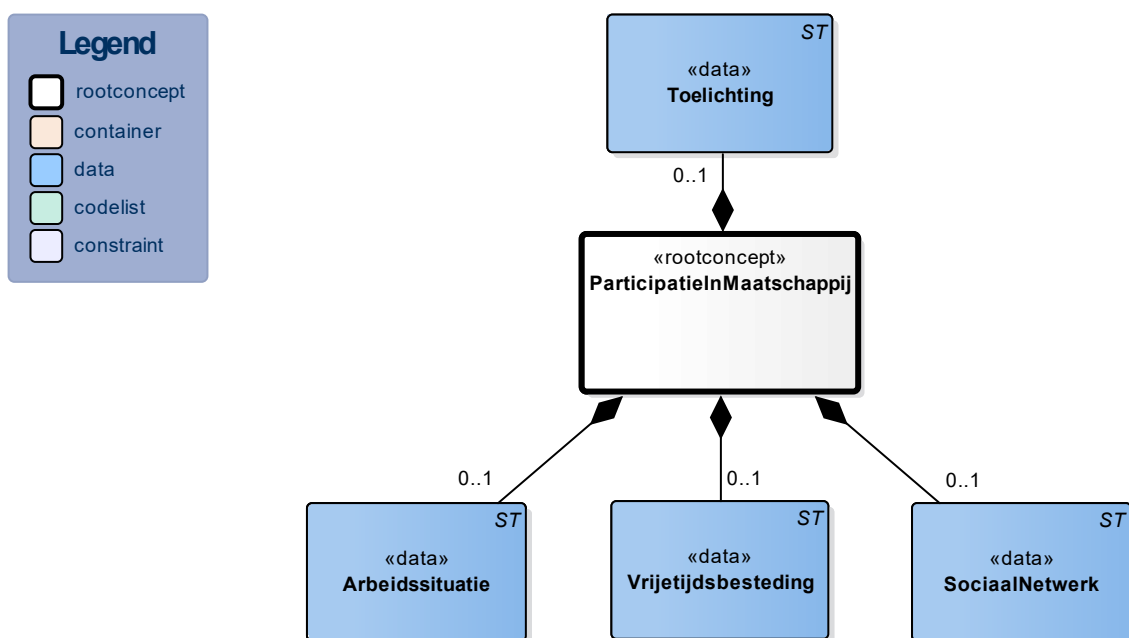 Legend
rootconcept
container
data
codelist
constraint
ST
«data»
Toelichting
0..1
«rootconcept»
ParticipatieInMaatschappij
0..1
0..1
0..1
ST
«data»
Arbeidssituatie
ST
«data»
Vrijetijdsbesteding
ST
«data»
SociaalNetwerk